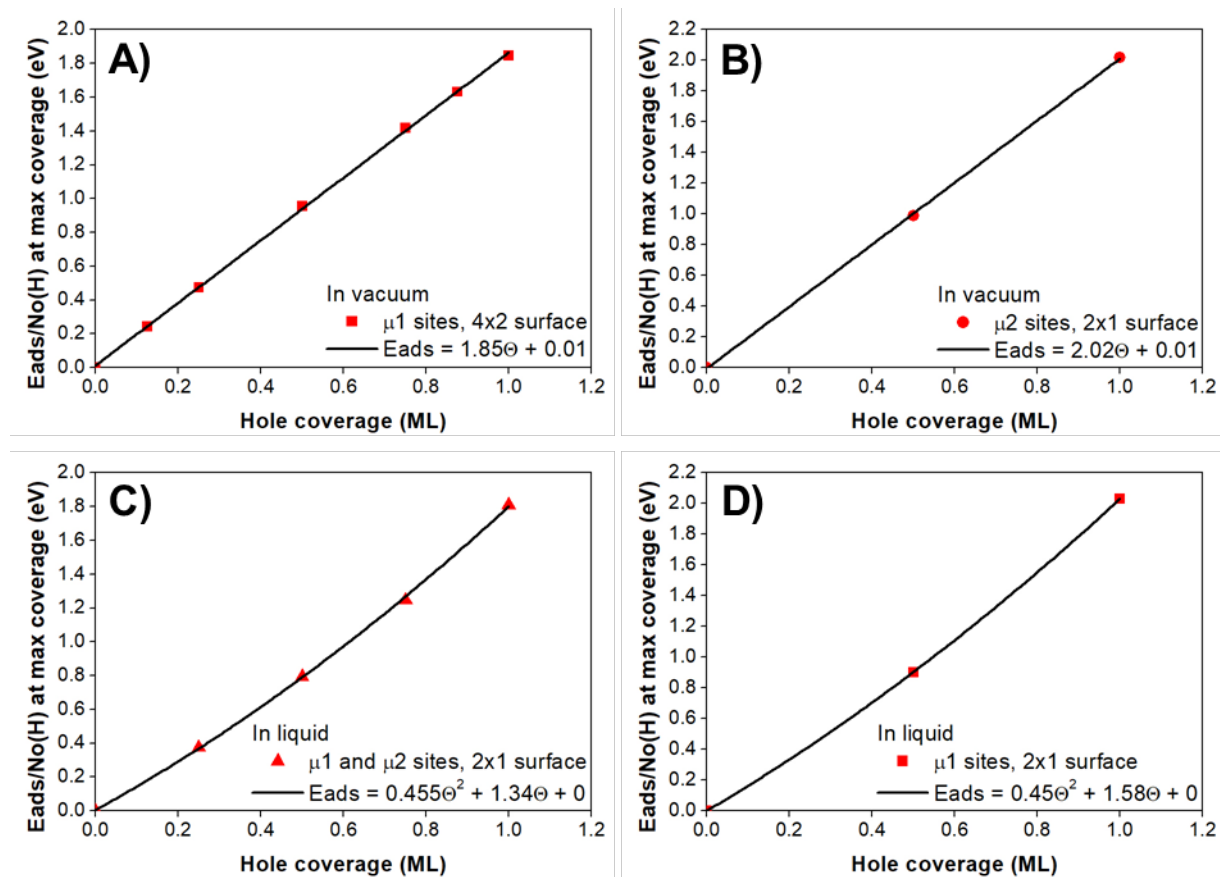 A)
Eads/No(H) at max coverage (eV)
2.0
1.8
1.6
1.4
1.2
1.0
0.8
0.6
0.4
0.2
0.0
In vacuum
μ1 sites, 4x2 surface
Eads = 1.85Θ + 0.01
0.0 0.2 0.4 0.6 0.8 1.0 1.2
Hole coverage (ML)
B)
Eads/No(H) at max coverage (eV)
2.2
2.0
1.8
1.6
1.4
1.2
1.0
0.8
0.6
0.4
0.2
0.0
In vacuum
μ2 sites, 2x1 surface
Eads = 2.02Θ + 0.01
0.0 0.2 0.4 0.6 0.8 1.0 1.2
Hole coverage (ML)
C)
Eads/No(H) at max coverage (eV)
2.0
1.8
1.6
1.4
1.2
1.0
0.8
0.6
0.4
0.2
0.0
In liquid
μ1 and μ2 sites, 2x1 surface
Eads = 0.455Θ² + 1.34Θ + 0
0.0 0.2 0.4 0.6 0.8 1.0 1.2
Hole coverage (ML)
D)
Eads/No(H) at max coverage (eV)
2.2
2.0
1.8
1.6
1.4
1.2
1.0
0.8
0.6
0.4
0.2
0.0
In liquid
μ1 sites, 2x1 surface
Eads = 0.45Θ² + 1.58Θ + 0
0.0 0.2 0.4 0.6 0.8 1.0 1.2
Hole coverage (ML)